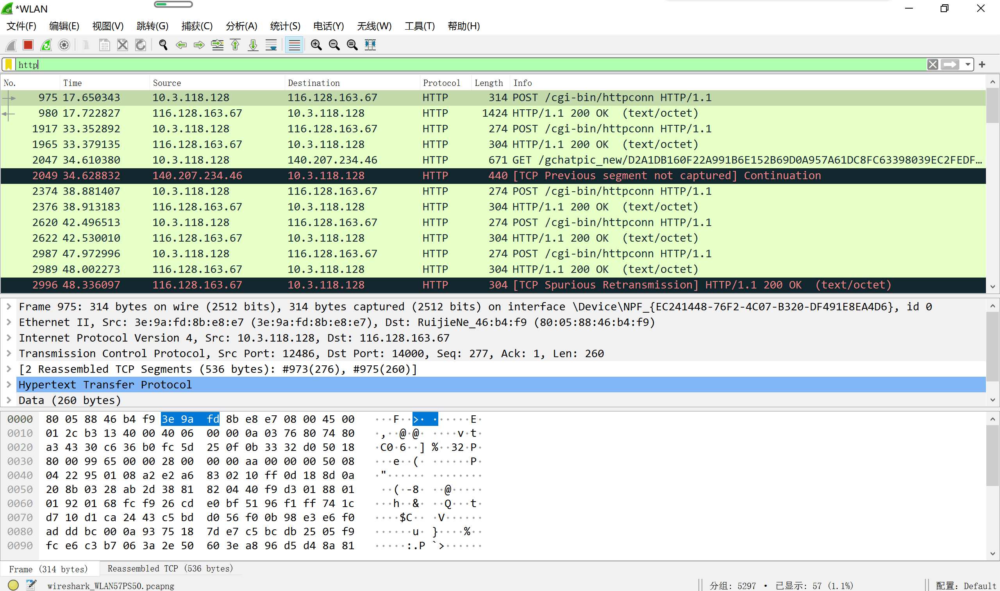 *WLAN
文件(F) 编辑(E) 视图(V) 跳转(G) 捕获(C) 分析(A) 统计(S) 电话(Y) 无线(W) 工具(T) 帮助(H)
http
No. Time Source Destination Protocol Length Info
975 17.650343 10.3.118.128 116.128.163.67 HTTP 314 POST /cgi-bin/httpconn HTTP/1.1
980 17.722827 116.128.163.67 10.3.118.128 HTTP 1424 HTTP/1.1 200 OK (text/octet)
1917 33.352892 10.3.118.128 116.128.163.67 HTTP 274 POST /cgi-bin/httpconn HTTP/1.1
1965 33.379135 116.128.163.67 10.3.118.128 HTTP 304 HTTP/1.1 200 OK (text/octet)
2047 34.610380 10.3.118.128 140.207.234.46 HTTP 671 GET /gchatpic_new/D2A1DB160F22A991B6E152B69D0A957A61DC8FC63398039EC2FEDF…
2049 34.628832 140.207.234.46 10.3.118.128 HTTP 440 [TCP Previous segment not captured] Continuation
2374 38.881407 10.3.118.128 116.128.163.67 HTTP 274 POST /cgi-bin/httpconn HTTP/1.1
2376 38.913183 116.128.163.67 10.3.118.128 HTTP 304 HTTP/1.1 200 OK (text/octet)
2620 42.496513 10.3.118.128 116.128.163.67 HTTP 274 POST /cgi-bin/httpconn HTTP/1.1
2622 42.530010 116.128.163.67 10.3.118.128 HTTP 304 HTTP/1.1 200 OK (text/octet)
2987 47.972996 10.3.118.128 116.128.163.67 HTTP 274 POST /cgi-bin/httpconn HTTP/1.1
2989 48.002273 116.128.163.67 10.3.118.128 HTTP 304 HTTP/1.1 200 OK (text/octet)
2996 48.336097 116.128.163.67 10.3.118.128 HTTP 304 [TCP Spurious Retransmission] HTTP/1.1 200 OK (text/octet)
Frame 975: 314 bytes on wire (2512 bits), 314 bytes captured (2512 bits) on interface \Device\NPF_{EC241448-76F2-4C07-B320-DF491E8EA4D6}, id 0
Ethernet II, Src: 3e:9a:fd:8b:e8:e7 (3e:9a:fd:8b:e8:e7), Dst: RuijieNe_46:b4:f9 (80:05:88:46:b4:f9)
Internet Protocol Version 4, Src: 10.3.118.128, Dst: 116.128.163.67
Transmission Control Protocol, Src Port: 12486, Dst Port: 14000, Seq: 277, Ack: 1, Len: 260
[2 Reassembled TCP Segments (536 bytes): #973(276), #975(260)]
Hypertext Transfer Protocol
Data (260 bytes)
0000 80 05 88 46 b4 f9 3e 9a fd 8b e8 e7 08 00 45 00 ···F··>· ······E·
0010 01 2c b3 13 40 00 40 06 00 00 0a 03 76 80 74 80 ·,··@·@· ····v·t·
0020 a3 43 30 c6 36 b0 fc 5d 25 0f 0b 33 32 d0 50 18 ·C0·6··] %··32·P·
0030 80 00 99 65 00 00 28 00 00 00 aa 00 00 00 50 08 ···e··(· ······P·
0040 04 22 95 01 08 a2 e2 a6 83 02 10 ff 0d 18 8d 0a ·"······ ········
0050 20 8b 03 28 ab 2d 38 81 82 04 40 f9 d3 01 88 01 ··(·-8· ··@·····
0060 01 92 01 68 fc f9 26 cd e0 bf 51 96 f1 ff 74 1c ···h··&· ··Q···t·
0070 d7 10 d1 ca 24 43 c5 bd d0 56 f0 0b 98 e3 e6 f0 ····$C·· ·V······
0080 ad dd bc 00 0a 93 75 18 7d e7 c5 bc db 25 05 f9 ······u· }····%··
0090 fc e6 c3 b7 06 3a 2e 50 60 3e a8 96 d5 d4 8a 81 ·····:.P `>······
Frame (314 bytes) Reassembled TCP (536 bytes)
wireshark_WLAN57PS50.pcapng 分组: 5297 · 已显示: 57 (1.1%) 配置: Default